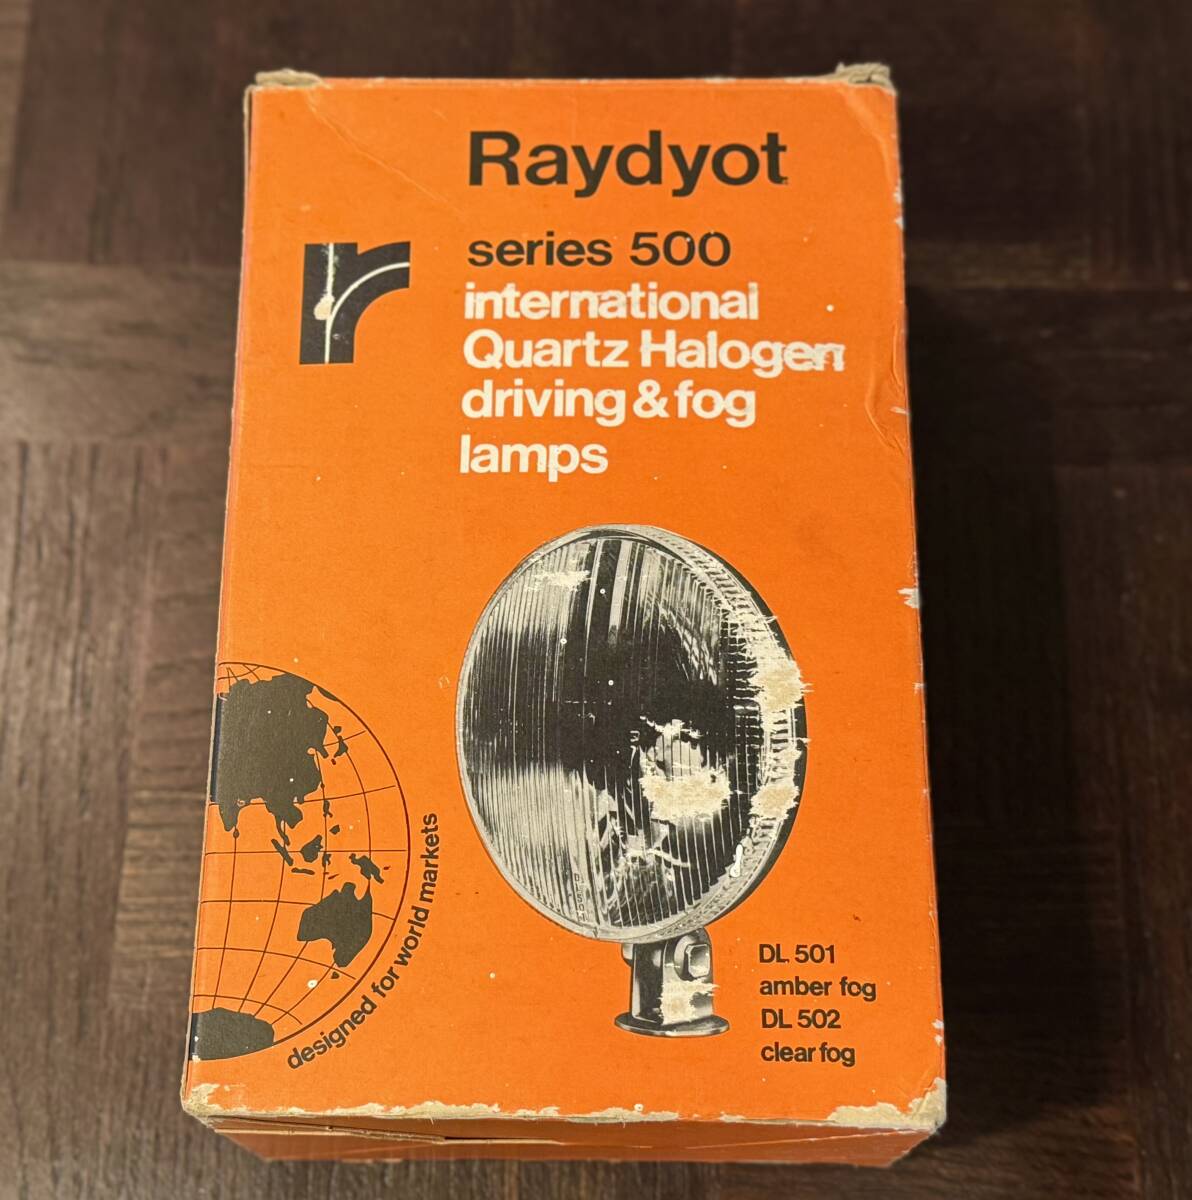 Raydyot
r
series 500
international
Quartz Halogen
driving & fog
lamps
designed for world markets
DL 501
amber fog
DL 502
clear fog